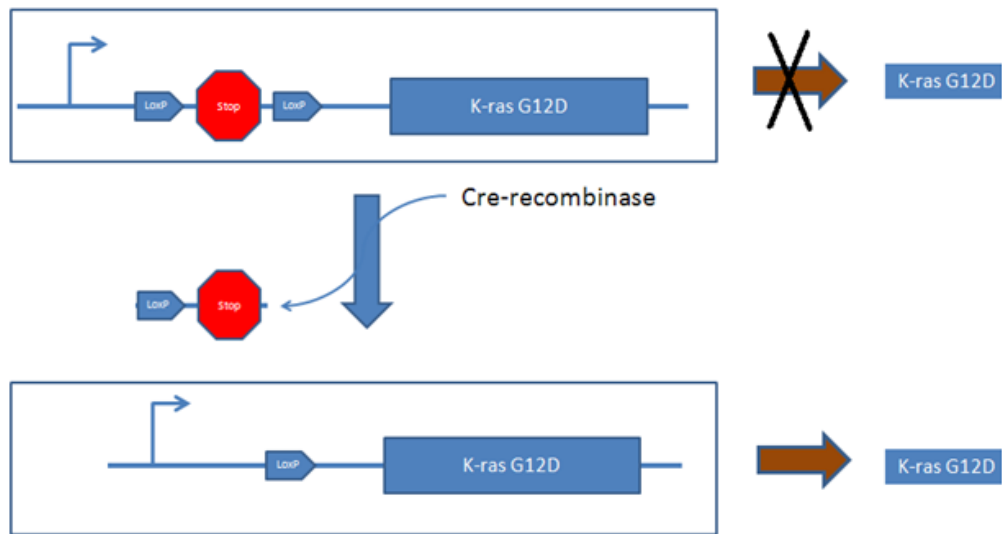 LoxP
Stop
LoxP
K-ras G12D
K-ras G12D
Cre-recombinase
LoxP
Stop
LoxP
K-ras G12D
K-ras G12D